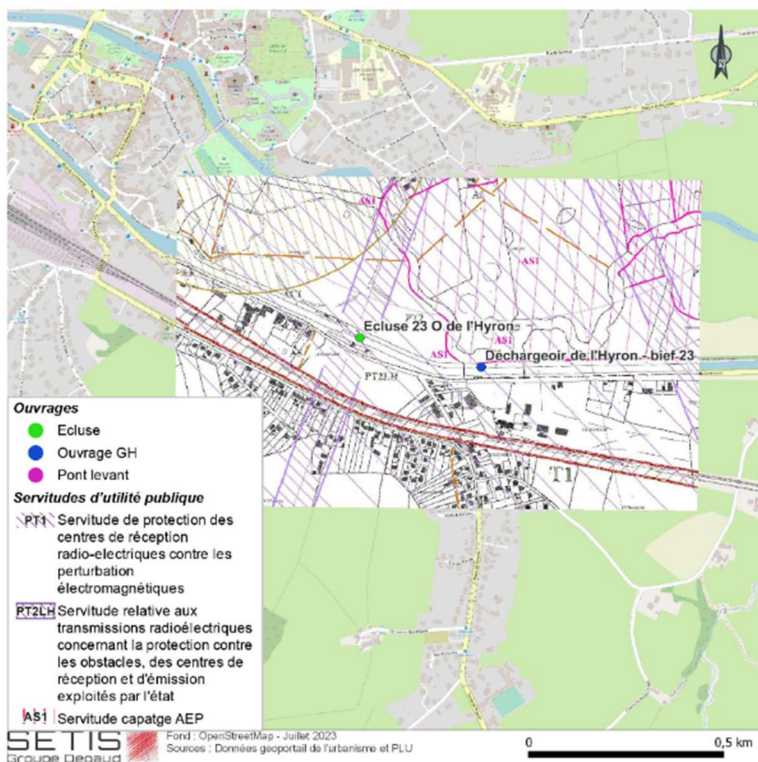 AS1
AS1
Ecluse 23 O de l'Hyron
AS1
AS1
Déchargeoir de l'Hyron - bief 23
PT2LH
T1
Ouvrages
Ecluse
Ouvrage GH
Pont levant
Servitudes d'utilité publique
PT1 Servitude de protection des
centres de réception
radio-electriques contre les
perturbation
électromagnétiques
PT2LH Servitude relative aux
transmissions radioélectriques
concernant la protection contre
les obstacles, des centres de
réception et d'émission
exploités par l'état
AS1 Servitude capatge AEP
SETIS
Groupe Degaud
Fond : OpenStreetMap - Juillet 2023
Sources : Données geoportail de l'urbanisme et PLU
0 0,5 km